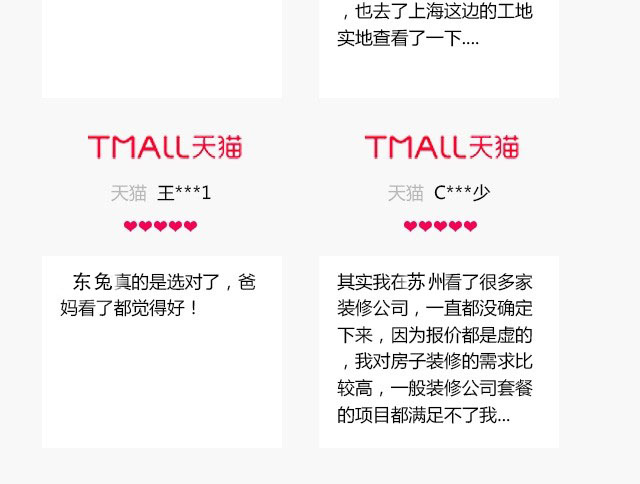 ，也去了上海这边的工地
实地查看了一下....
TMALL天猫
天猫 王***1
东兔真的是选对了，爸
妈看了都觉得好！
TMALL天猫
天猫 C***少
其实我在苏州看了很多家
装修公司，一直都没确定
下来，因为报价都是虚的
，我对房子装修的需求比
较高，一般装修公司套餐
的项目都满足不了我...